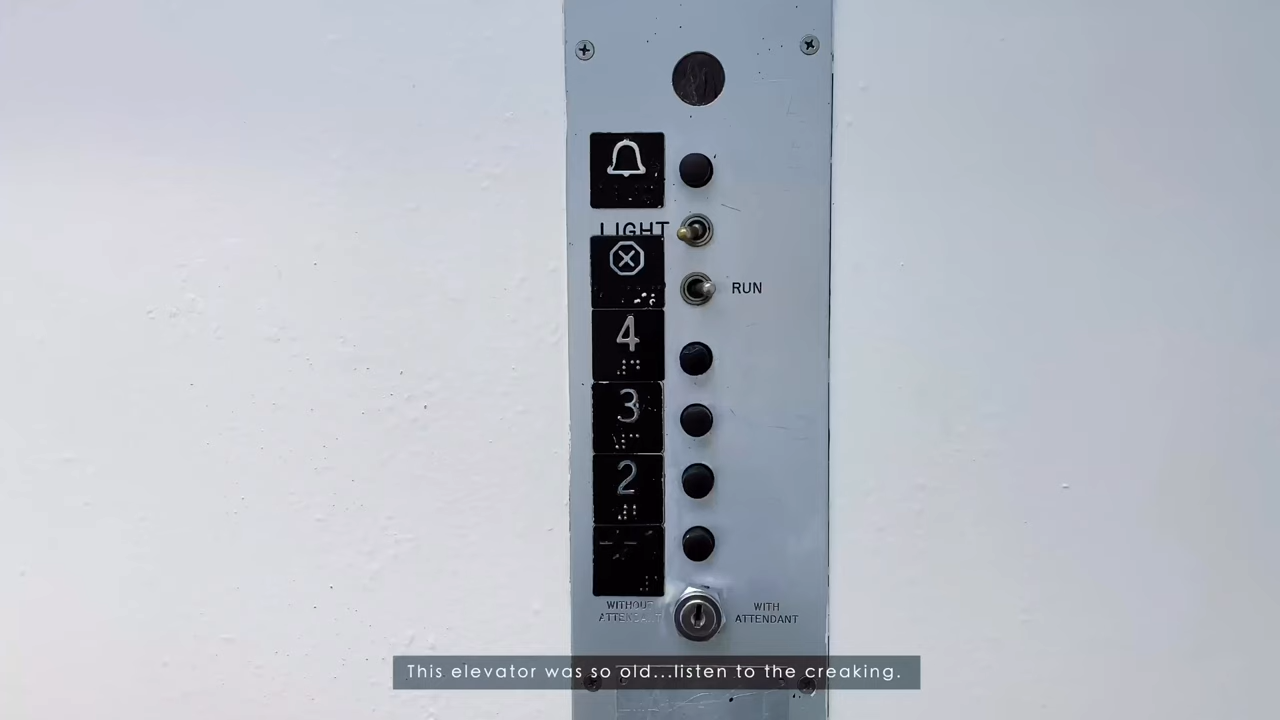 LIGHT
RUN
4
3
2
WITHOUT
ATTENDANT
WITH
ATTENDANT
This elevator was so old...listen to the creaking.